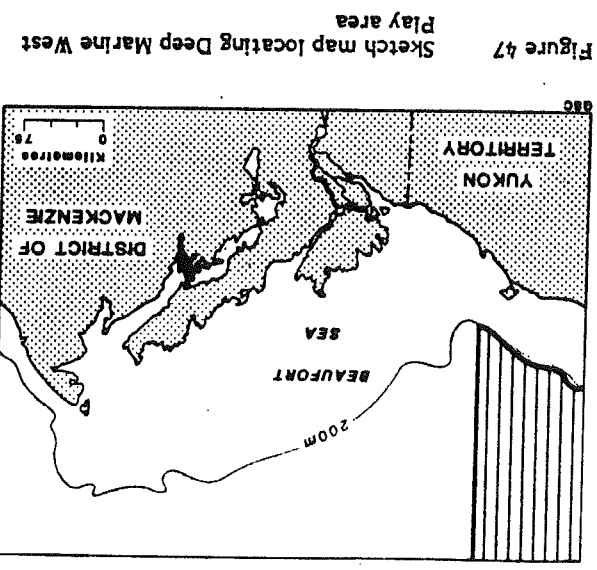 BEAUFORT
SEA
200m
YUKON
TERRITORY
DISTRICT OF
MACKENZIE
Kilometres
0 75
GSC
Figure 47 Sketch map locating Deep Marine West
Play area